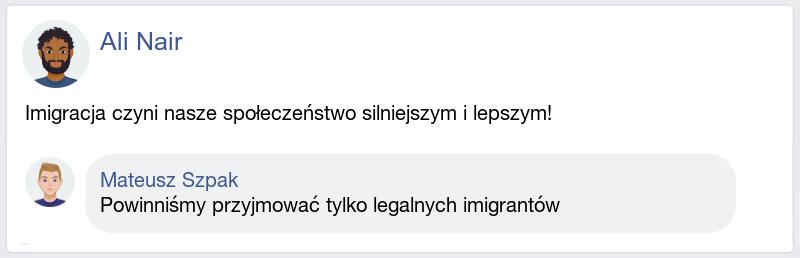 Ali Nair
Imigracja czyni nasze społeczeństwo silniejszym i lepszym!
Mateusz Szpak
Powinniśmy przyjmować tylko legalnych imigrantów